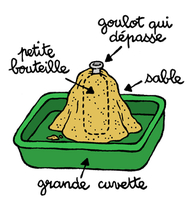 goulot qui
dépasse
petite
bouteille
sable
grande cuvette